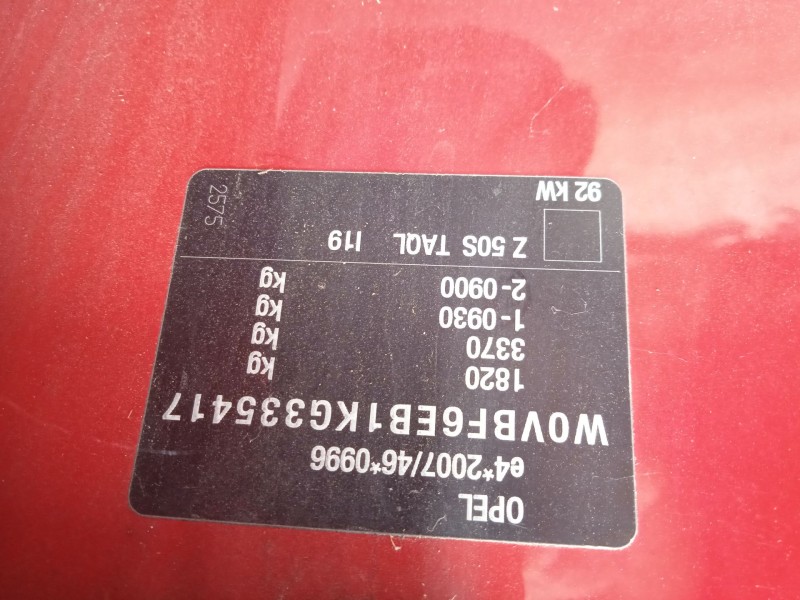 OPEL
e4*2007/46*0996
W0VBF6EB1KG335417
1820 kg
3370 kg
1-0930 kg
2-0900 kg
Z 50S TAQL I19
92 kW 2575